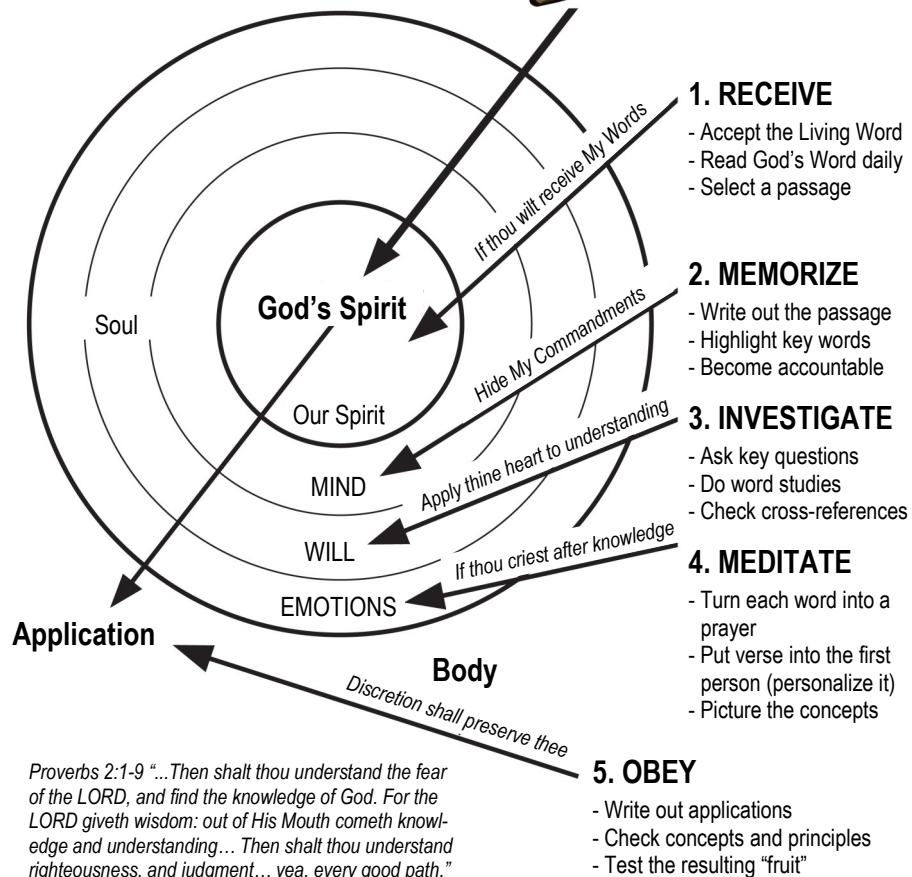 1. RECEIVE
- Accept the Living Word
- Read God's Word daily
- Select a passage
If thou wilt receive My Words
2. MEMORIZE
- Write out the passage
- Highlight key words
- Become accountable
Hide My Commandments
3. INVESTIGATE
- Ask key questions
- Do word studies
- Check cross-references
Apply thine heart to understanding
4. MEDITATE
- Turn each word into a
prayer
- Put verse into the first
person (personalize it)
- Picture the concepts
If thou criest after knowledge
5. OBEY
- Write out applications
- Check concepts and principles
- Test the resulting “fruit”
Discretion shall preserve thee
God's Spirit
Soul
Our Spirit
MIND
WILL
EMOTIONS
Application
Body
Proverbs 2:1-9 “...Then shalt thou understand the fear
of the LORD, and find the knowledge of God. For the
LORD giveth wisdom: out of His Mouth cometh knowl-
edge and understanding… Then shalt thou understand
righteousness, and judgment… yea, every good path.”